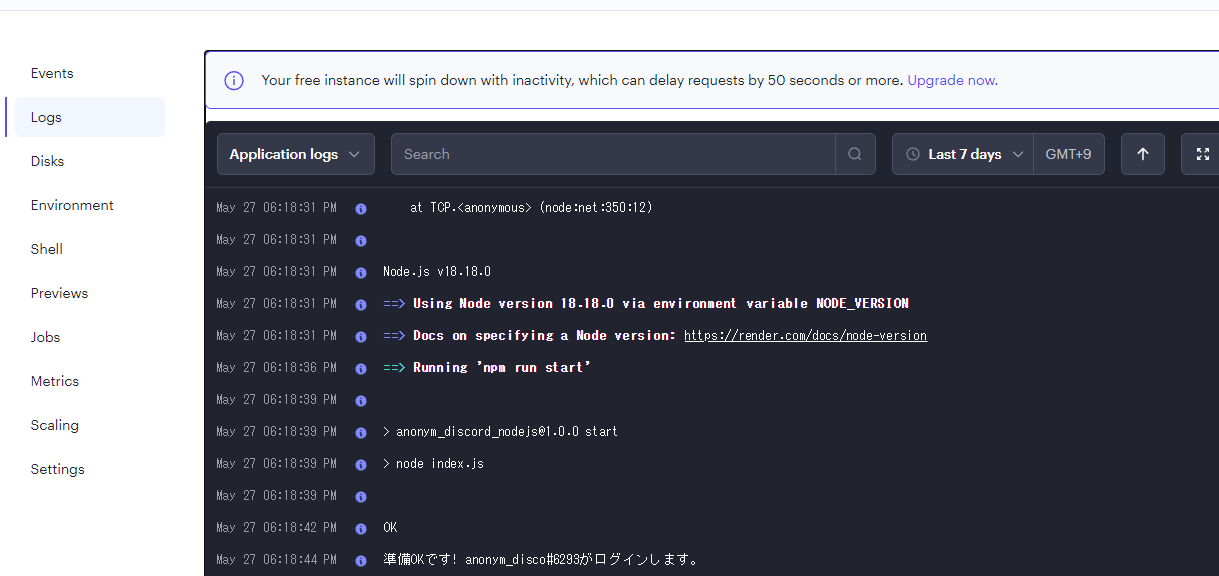 Your free instance will spin down with inactivity, which can delay requests by 50 seconds or more. Upgrade now.
Events
Logs
Disks
Environment
Shell
Previews
Jobs
Metrics
Scaling
Settings
Application logs
Search
Last 7 days
GMT+9
May 27 06:18:31 PM at TCP.<anonymous> (node:net:350:12)
May 27 06:18:31 PM
May 27 06:18:31 PM Node.js v18.18.0
May 27 06:18:31 PM ==> Using Node version 18.18.0 via environment variable NODE_VERSION
May 27 06:18:31 PM ==> Docs on specifying a Node version: https://render.com/docs/node-version
May 27 06:18:36 PM ==> Running 'npm run start'
May 27 06:18:39 PM
May 27 06:18:39 PM > anonym_discord_nodejs@1.0.0 start
May 27 06:18:39 PM > node index.js
May 27 06:18:39 PM
May 27 06:18:42 PM OK
May 27 06:18:44 PM 準備OKです! anonym_disco#6293がログインします。